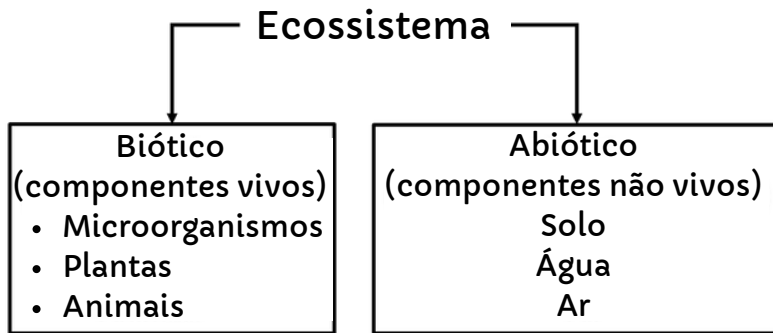 Ecossistema
Biótico
(componentes vivos)
• Microorganismos
• Plantas
• Animais
Abiótico
(componentes não vivos)
Solo
Água
Ar